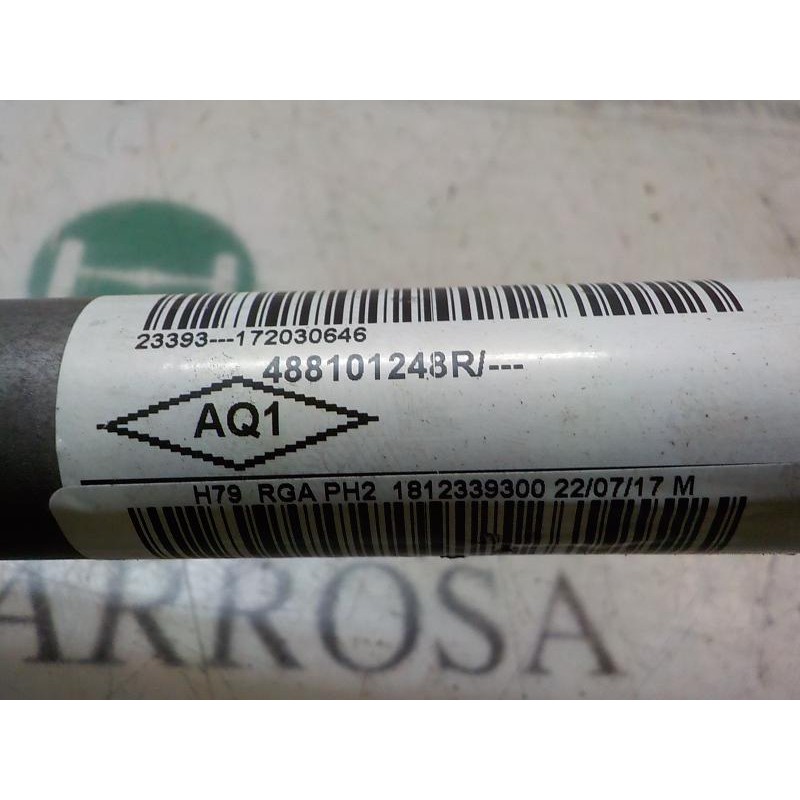 23393---172030646
488101248R/---
AQ1
H79 RGA PH2 1812339300 22/07/17 M
ARROSA